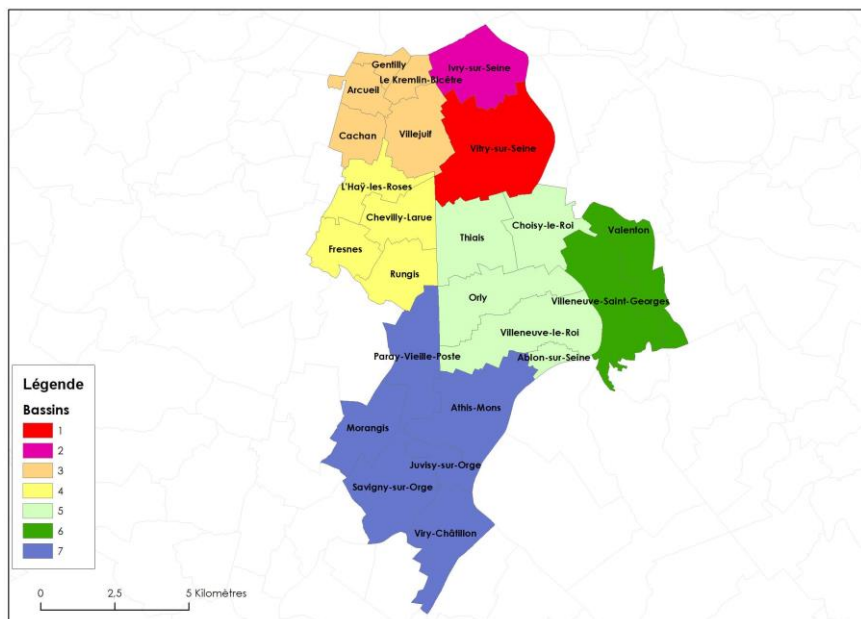 Gentilly
Ivry-sur-Seine
Le Kremlin-Bicêtre
Arcueil
Cachan
Villejuif
Vitry-sur-Seine
L'Haÿ-les-Roses
Chevilly-Larue
Choisy-le-Roi
Valenton
Thiais
Fresnes
Rungis
Orly
Villeneuve-Saint-Georges
Villeneuve-le-Roi
Paray-Vieille-Poste
Ablon-sur-Seine
Athis-Mons
Morangis
Juvisy-sur-Orge
Savigny-sur-Orge
Viry-Châtillon
Légende
Bassins
1
2
3
4
5
6
7
0 2,5 5 Kilomètres